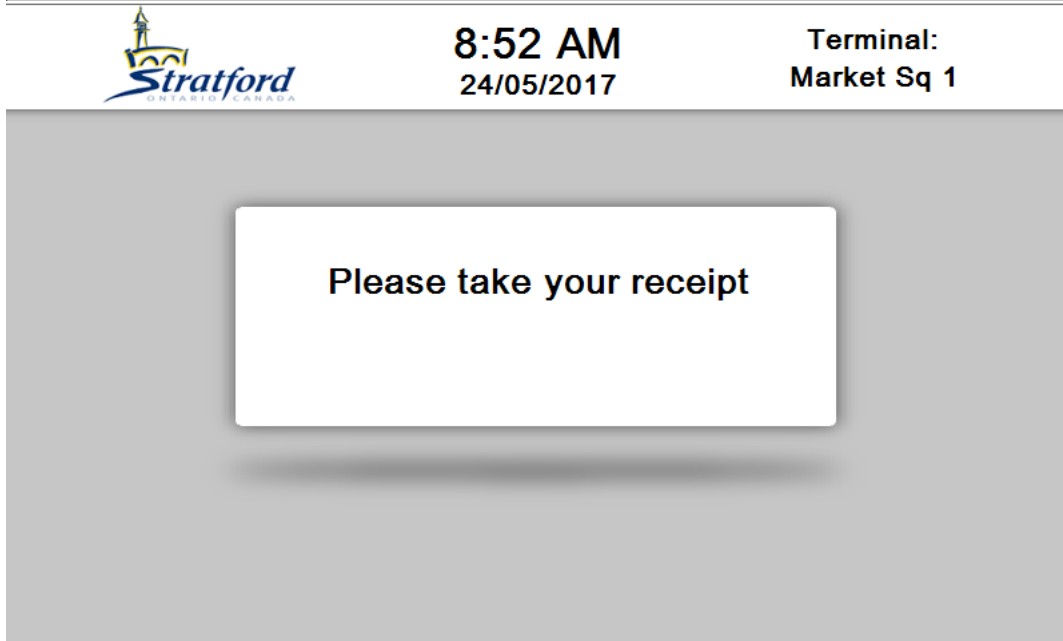 Stratford
ONTARIO CANADA
8:52 AM
24/05/2017
Terminal:
Market Sq 1
Please take your receipt